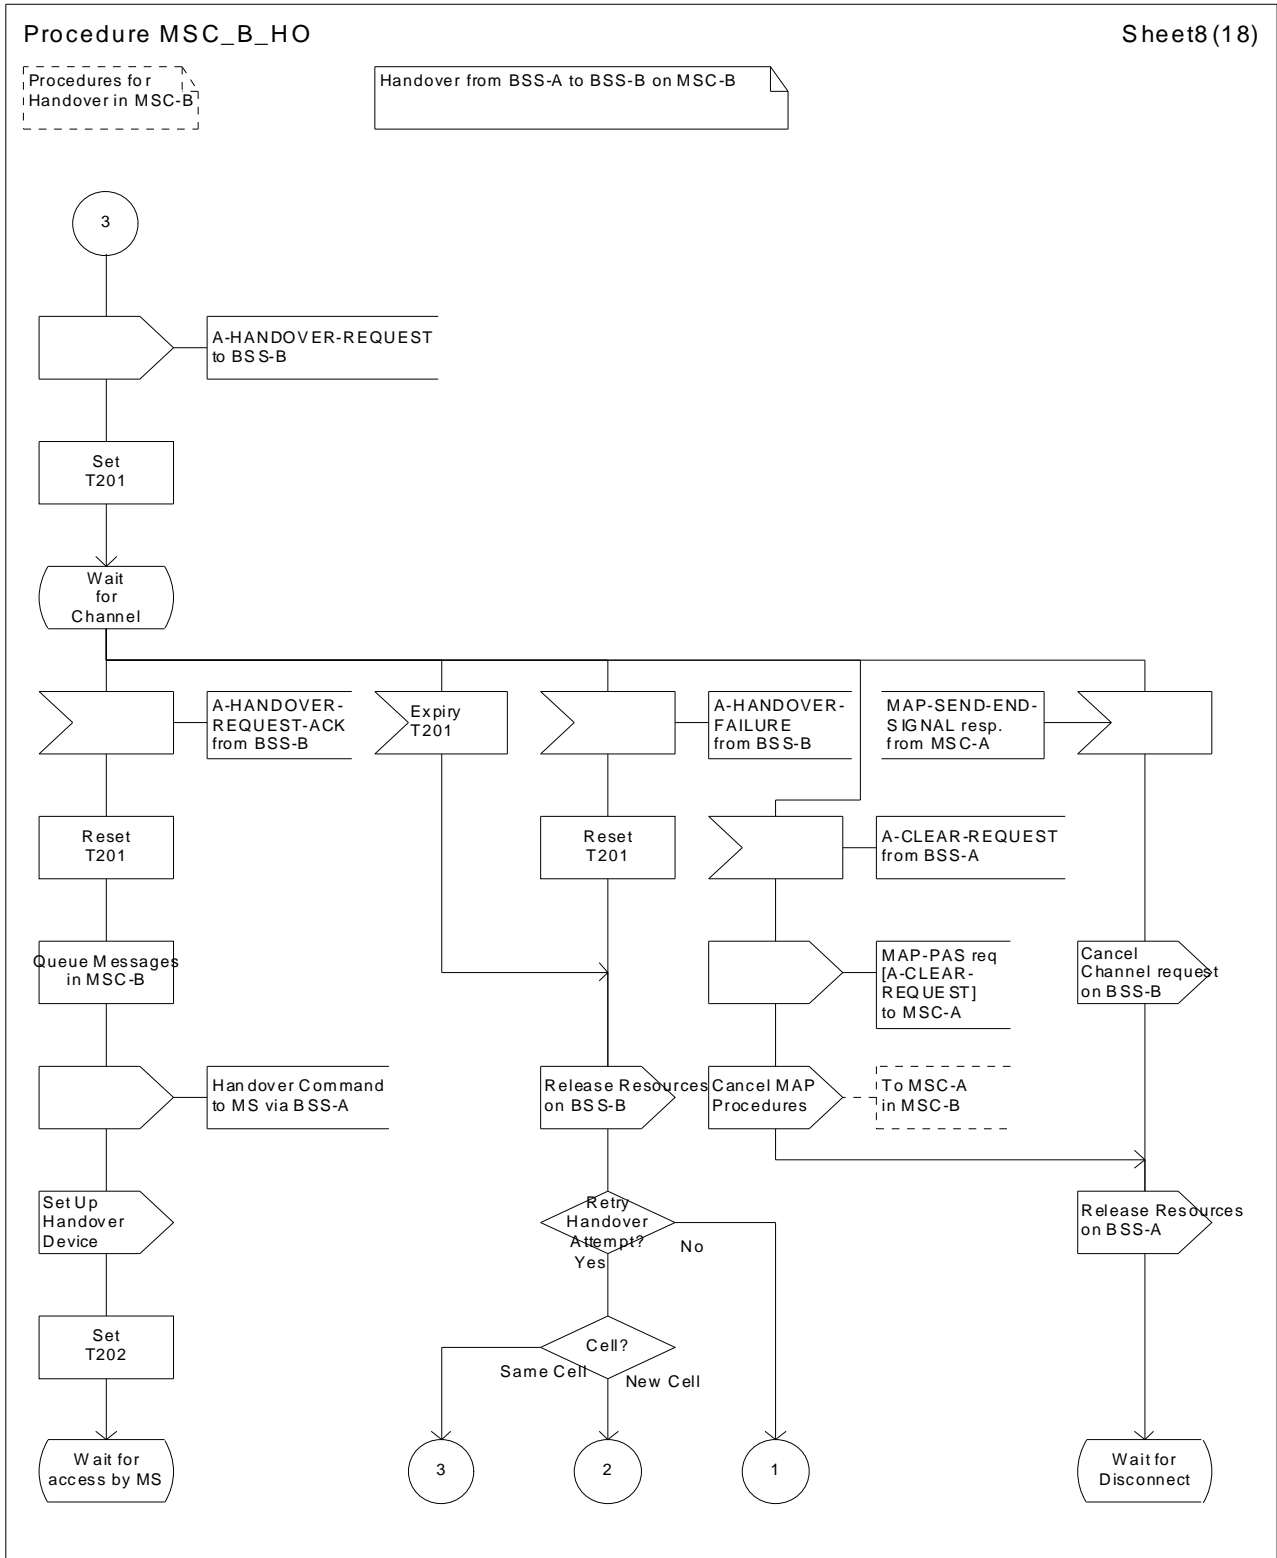 Procedure MSC_B_HO
Sheet8(18)
Procedures for
Handover in MSC-B
Handover from BSS-A to BSS-B on MSC-B
3
A-HANDOVER-REQUEST
to BSS-B
Set
T201
Wait
for
Channel
A-HANDOVER-
REQUEST-ACK
from BSS-B
Expiry
T201
A-HANDOVER-
FAILURE
from BSS-B
MAP-SEND-END-
SIGNAL resp.
from MSC-A
Reset
T201
Reset
T201
A-CLEAR-REQUEST
from BSS-A
Queue Messages
in MSC-B
MAP-PAS req
[A-CLEAR-
REQUEST]
to MSC-A
Cancel
Channel request
on BSS-B
Handover Command
to MS via BSS-A
Release Resources
on BSS-B
Cancel MAP
Procedures
To MSC-A
in MSC-B
Set Up
Handover
Device
Retry
Handover
Attempt?
Yes
No
Release Resources
on BSS-A
Set
T202
Cell?
Same Cell
New Cell
Wait for
access by MS
3
2
1
Wait for
Disconnect